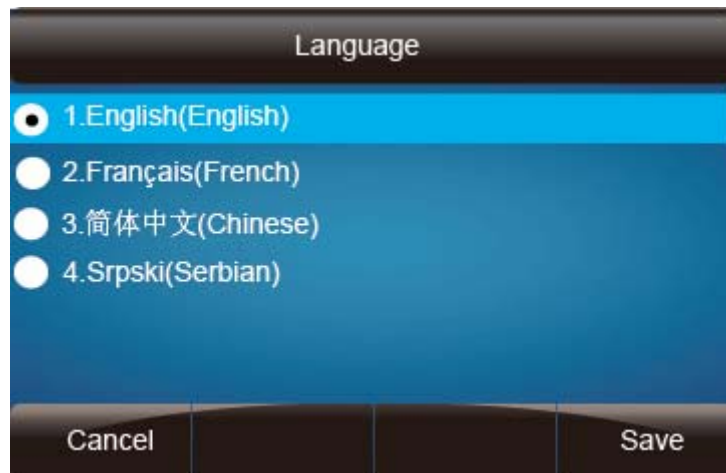 Language
1.English(English)
2.Français(French)
3.简体中文(Chinese)
4.Srpski(Serbian)
Cancel Save